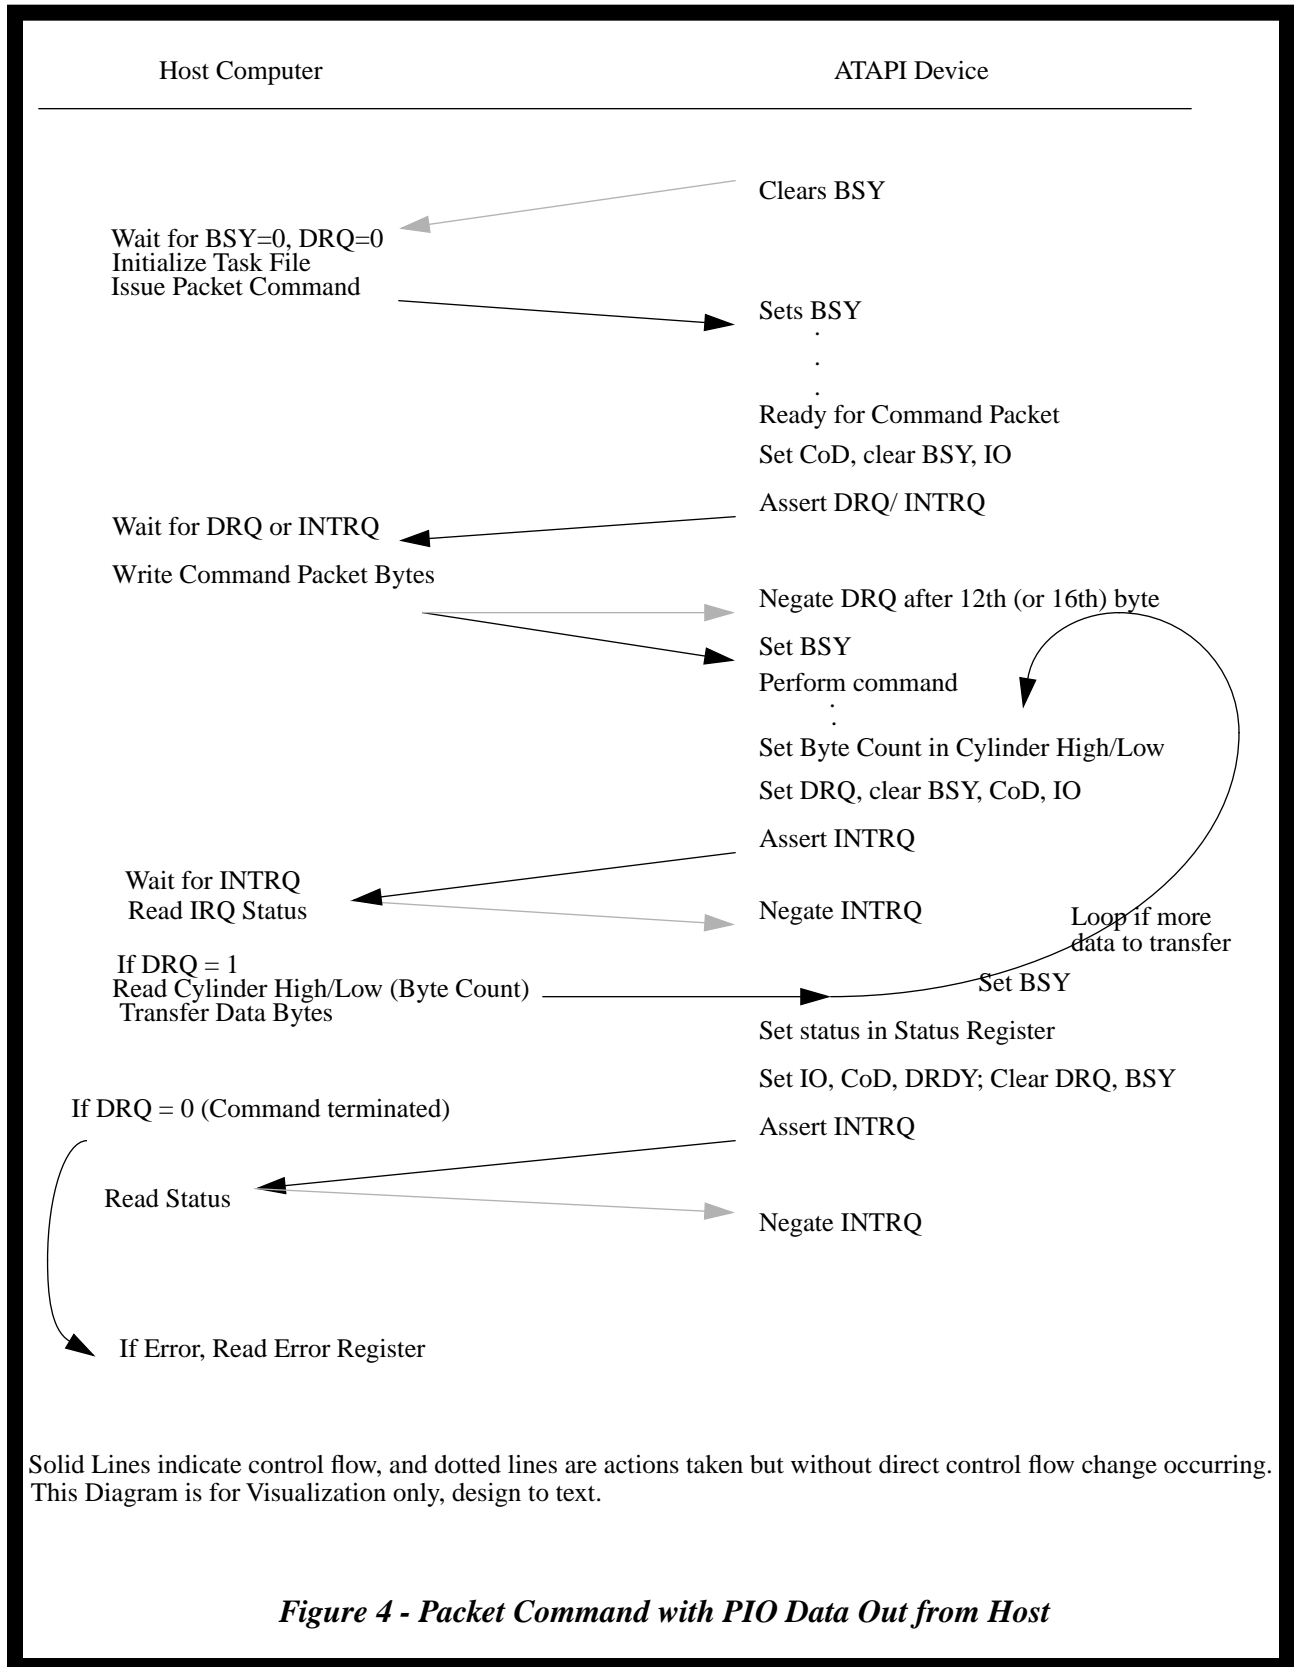 Host Computer
ATAPI Device
Clears BSY
Wait for BSY=0, DRQ=0
Initialize Task File
Issue Packet Command
Sets BSY
.
.
.
Ready for Command Packet
Set CoD, clear BSY, IO
Assert DRQ/ INTRQ
Wait for DRQ or INTRQ
Write Command Packet Bytes
Negate DRQ after 12th (or 16th) byte
Set BSY
Perform command
.
.
Set Byte Count in Cylinder High/Low
Set DRQ, clear BSY, CoD, IO
Assert INTRQ
Wait for INTRQ
Read IRQ Status
Negate INTRQ
Loop if more
data to transfer
If DRQ = 1
Read Cylinder High/Low (Byte Count)
Transfer Data Bytes
Set BSY
Set status in Status Register
Set IO, CoD, DRDY; Clear DRQ, BSY
If DRQ = 0 (Command terminated)
Assert INTRQ
Read Status
Negate INTRQ
If Error, Read Error Register
Solid Lines indicate control flow, and dotted lines are actions taken but without direct control flow change occurring.
This Diagram is for Visualization only, design to text.
Figure 4 - Packet Command with PIO Data Out from Host